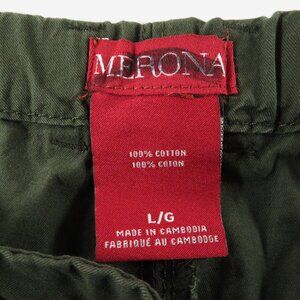 MERONA
100% COTTON
100% COTON
L/G
MADE IN CAMBODIA
FABRIQUÉ AU CAMBODGE